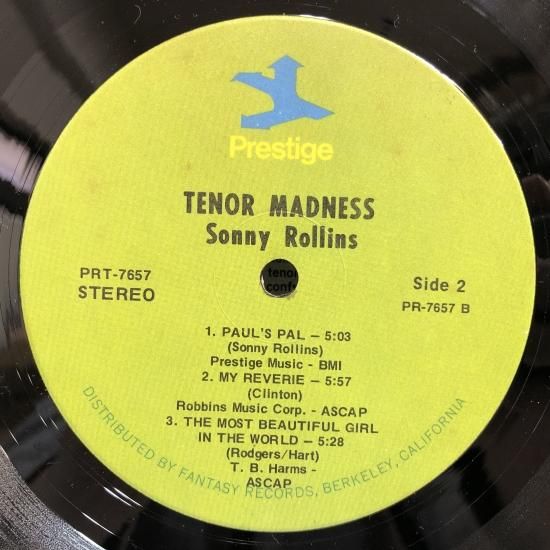 Prestige
TENOR MADNESS
Sonny Rollins
tenor
conf
PRT-7657
STEREO
Side 2
PR-7657 B
1. PAUL'S PAL – 5:03
(Sonny Rollins)
Prestige Music - BMI
2. MY REVERIE – 5:57
(Clinton)
Robbins Music Corp. - ASCAP
3. THE MOST BEAUTIFUL GIRL
IN THE WORLD – 5:28
(Rodgers/Hart)
T. B. Harms -
ASCAP
DISTRIBUTED BY FANTASY RECORDS, BERKELEY, CALIFORNIA